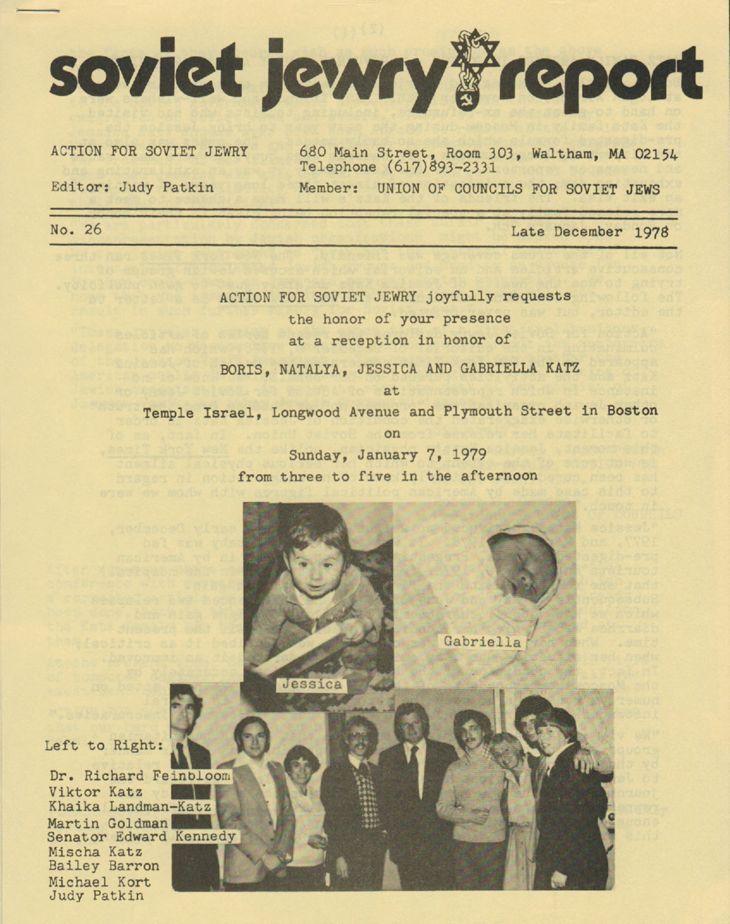 soviet jewry report
ACTION FOR SOVIET JEWRY
680 Main Street, Room 303, Waltham, MA 02154
Telephone (617)893-2331
Editor: Judy Patkin
Member: UNION OF COUNCILS FOR SOVIET JEWS
No. 26
Late December 1978
ACTION FOR SOVIET JEWRY joyfully requests
the honor of your presence
at a reception in honor of
BORIS, NATALYA, JESSICA AND GABRIELLA KATZ
at
Temple Israel, Longwood Avenue and Plymouth Street in Boston
on
Sunday, January 7, 1979
from three to five in the afternoon
Gabriella
Jessica
Left to Right:
Dr. Richard Feinbloom
Viktor Katz
Khaika Landman-Katz
Martin Goldman
Senator Edward Kennedy
Mischa Katz
Bailey Barron
Michael Kort
Judy Patkin